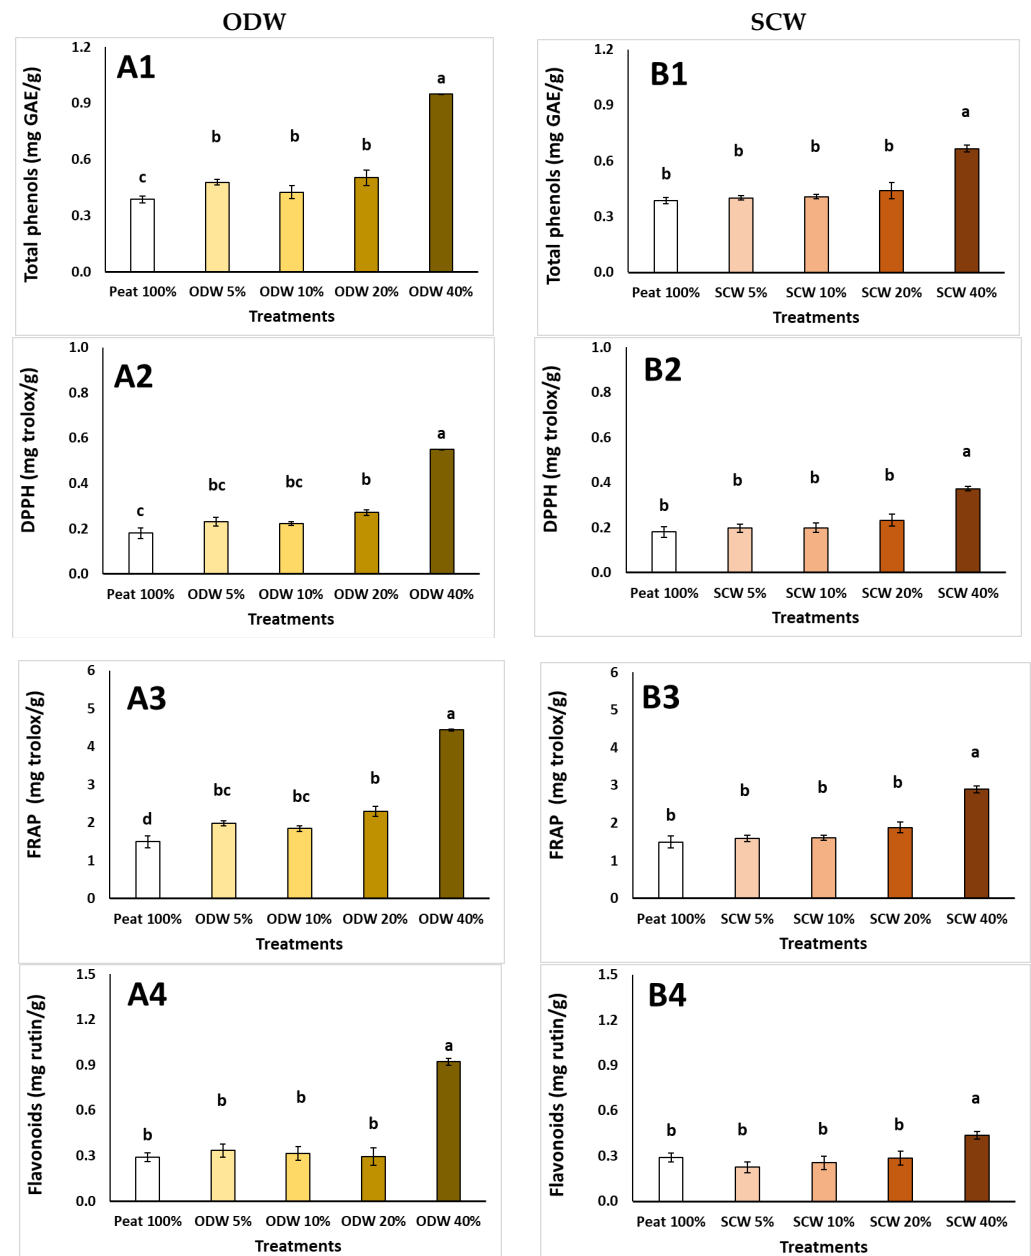 ODW
SCW
A1
Total phenols (mg GAE/g)
1.2
0.9
0.6
0.3
0.0
c
b
b
b
a
Peat 100% ODW 5% ODW 10% ODW 20% ODW 40%
Treatments
B1
Total phenols (mg GAE/g)
1.2
0.9
0.6
0.3
0.0
b
b
b
b
a
Peat 100% SCW 5% SCW 10% SCW 20% SCW 40%
Treatments
A2
DPPH (mg trolox/g)
1.0
0.8
0.6
0.4
0.2
0.0
c
bc
bc
b
a
Peat 100% ODW 5% ODW 10% ODW 20% ODW 40%
Treatments
B2
DPPH (mg trolox/g)
1.0
0.8
0.6
0.4
0.2
0.0
b
b
b
b
a
Peat 100% SCW 5% SCW 10% SCW 20% SCW 40%
Treatments
A3
FRAP (mg trolox/g)
6
5
4
3
2
1
0
d
bc
bc
b
a
Peat 100% ODW 5% ODW 10% ODW 20% ODW 40%
Treatments
B3
FRAP (mg trolox/g)
6
5
4
3
2
1
0
b
b
b
b
a
Peat 100% SCW 5% SCW 10% SCW 20% SCW 40%
Treatments
A4
Flavonoids (mg rutin/g)
1.5
1.2
0.9
0.6
0.3
0.0
b
b
b
b
a
Peat 100% ODW 5% ODW 10% ODW 20% ODW 40%
Treatments
B4
Flavonoids (mg rutin/g)
1.5
1.2
0.9
0.6
0.3
0.0
b
b
b
b
a
Peat 100% SCW 5% SCW 10% SCW 20% SCW 40%
Treatments